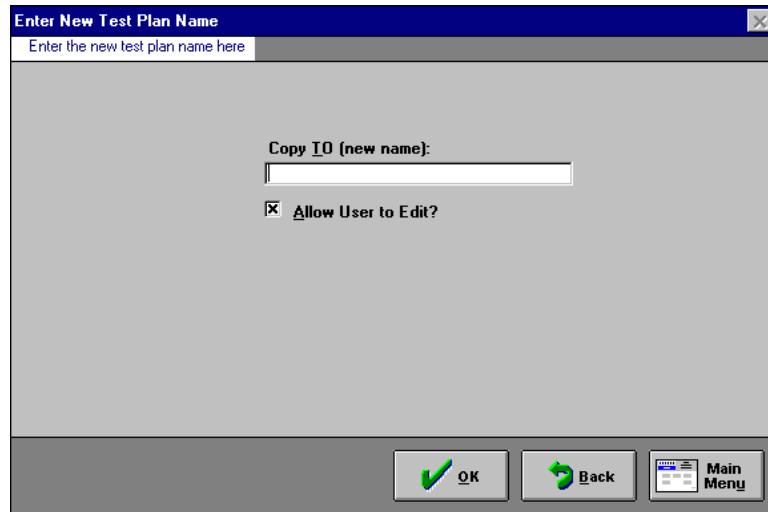 Enter New Test Plan Name
Enter the new test plan name here
Copy TO (new name):
Allow User to Edit?
OK
Back
Main
Menu